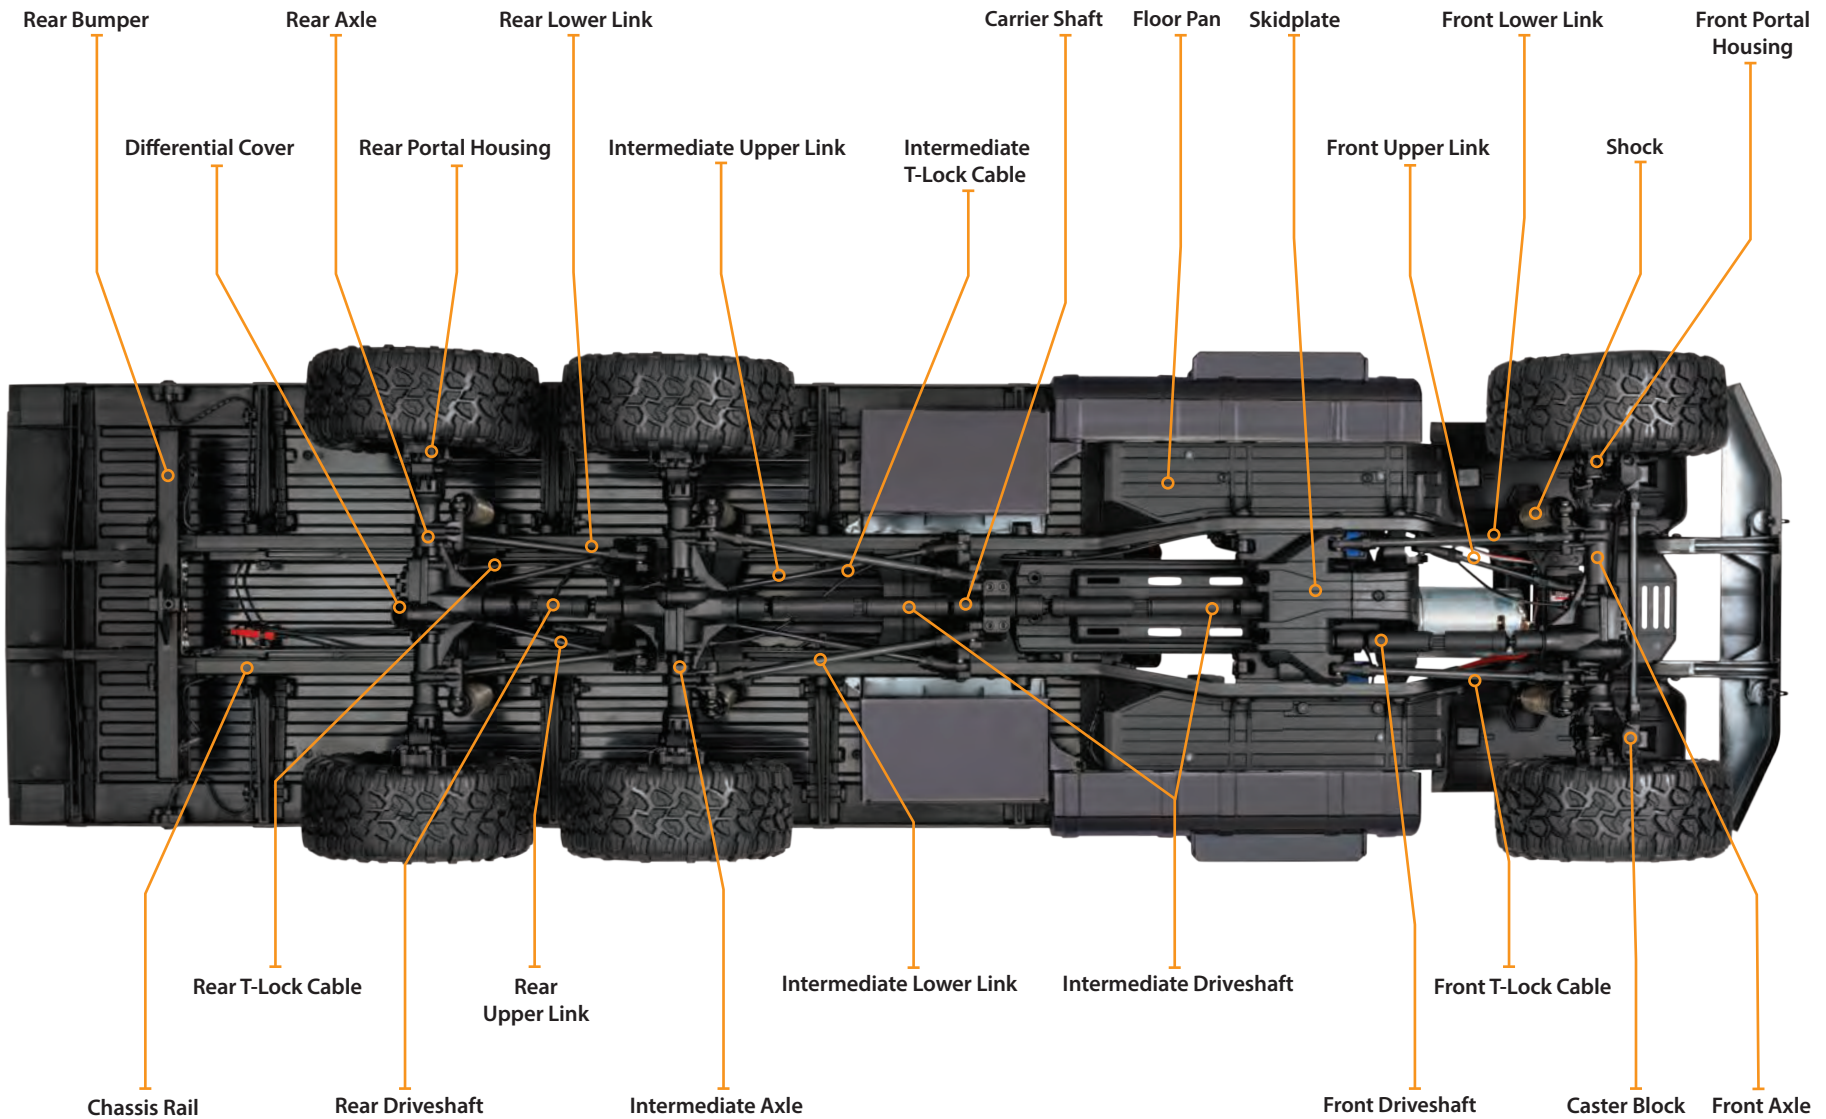 Rear Bumper
Rear Axle
Rear Lower Link
Carrier Shaft
Floor Pan
Skidplate
Front Lower Link
Front Portal
Housing
Differential Cover
Rear Portal Housing
Intermediate Upper Link
Intermediate
T-Lock Cable
Front Upper Link
Shock
Rear T-Lock Cable
Rear
Upper Link
Intermediate Lower Link
Intermediate Driveshaft
Front T-Lock Cable
Chassis Rail
Rear Driveshaft
Intermediate Axle
Front Driveshaft
Caster Block
Front Axle